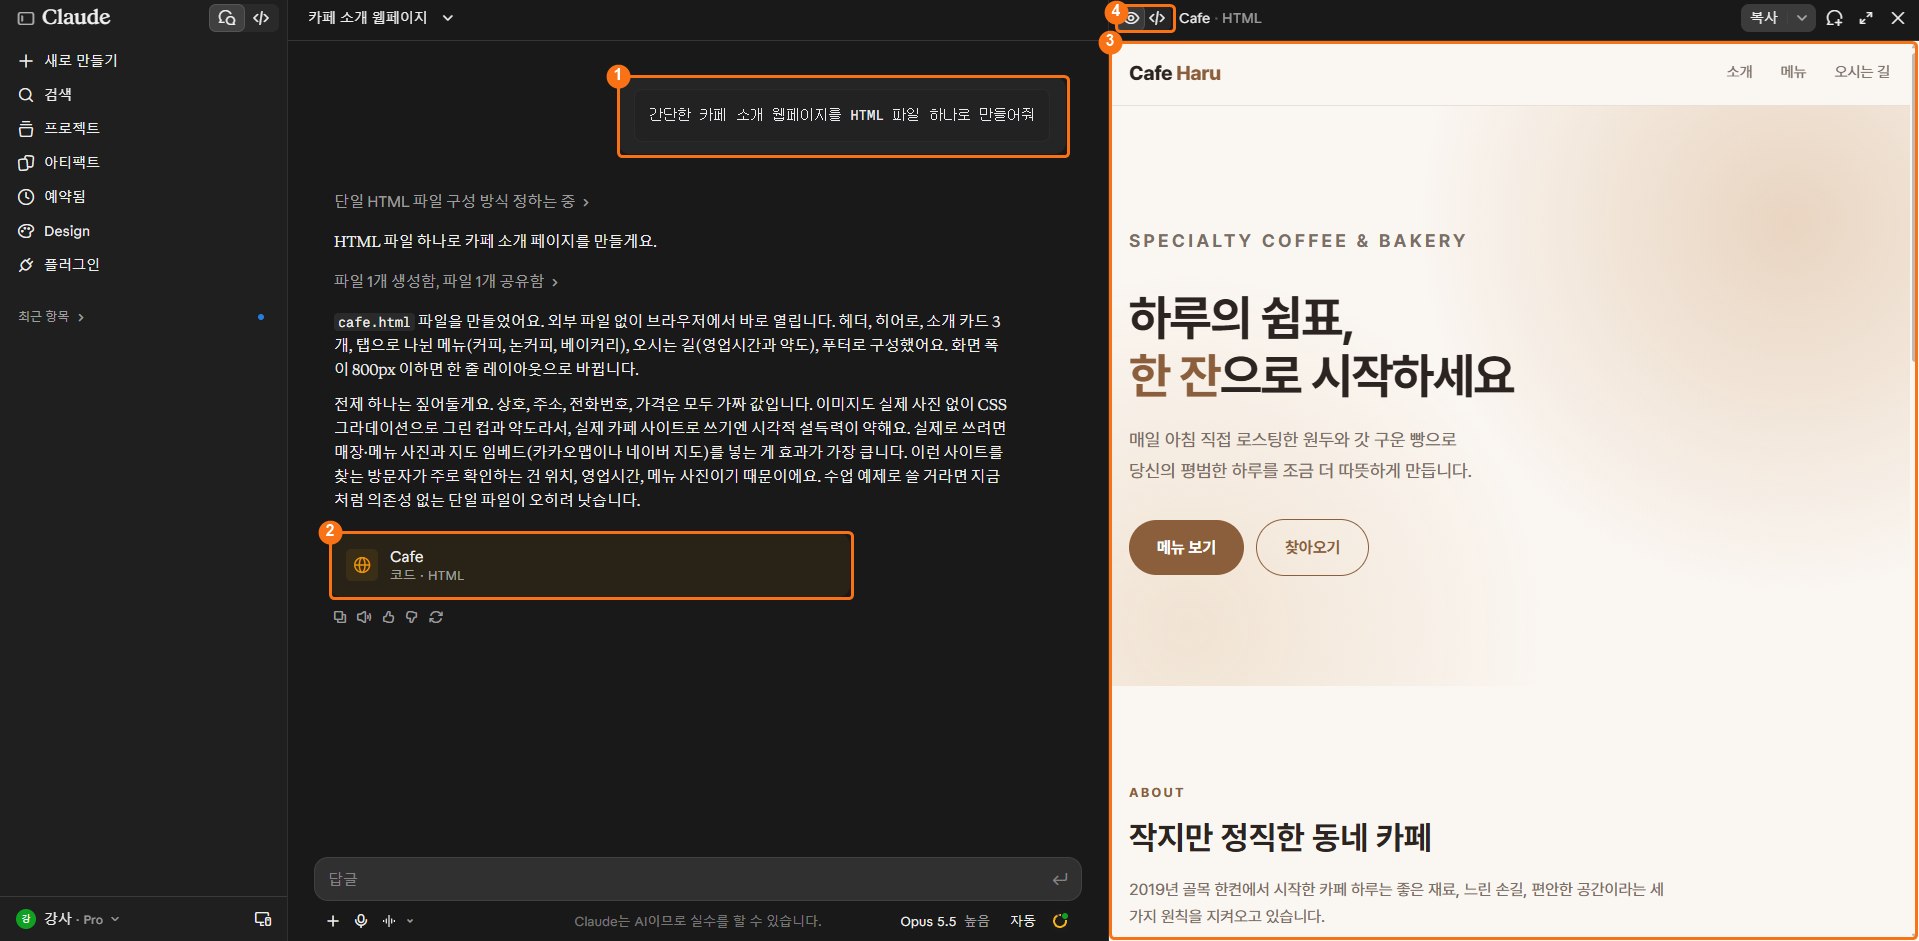 Claude
새로 만들기
검색
프로젝트
아티팩트
예약됨
Design
플러그인
최근 항목
강
강사 · Pro
카페 소개 웹페이지
1
간단한 카페 소개 웹페이지를 HTML 파일 하나로 만들어줘
단일 HTML 파일 구성 방식 정하는 중
HTML 파일 하나로 카페 소개 페이지를 만들게요.
파일 1개 생성함, 파일 1개 공유함
cafe.html 파일을 만들었어요. 외부 파일 없이 브라우저에서 바로 열립니다. 헤더, 히어로, 소개 카드 3
개, 탭으로 나뉜 메뉴(커피, 논커피, 베이커리), 오시는 길(영업시간과 약도), 푸터로 구성했어요. 화면 폭
이 800px 이하면 한 줄 레이아웃으로 바뀝니다.
전제 하나는 짚어둘게요. 상호, 주소, 전화번호, 가격은 모두 가짜 값입니다. 이미지도 실제 사진 없이 CSS
그라데이션으로 그린 컵과 약도라서, 실제 카페 사이트로 쓰기엔 시각적 설득력이 약해요. 실제로 쓰려면
매장·메뉴 사진과 지도 임베드(카카오맵이나 네이버 지도)를 넣는 게 효과가 가장 큽니다. 이런 사이트를
찾는 방문자가 주로 확인하는 건 위치, 영업시간, 메뉴 사진이기 때문이에요. 수업 예제로 쓸 거라면 지금
처럼 의존성 없는 단일 파일이 오히려 낫습니다.
2
Cafe
코드 · HTML
답글
Claude는 AI이므로 실수를 할 수 있습니다.
Opus 5.5 높음 자동
4
Cafe · HTML
복사
3
Cafe Haru
소개 메뉴 오시는 길
SPECIALTY COFFEE & BAKERY
하루의 쉼표,
한 잔으로 시작하세요
매일 아침 직접 로스팅한 원두와 갓 구운 빵으로
당신의 평범한 하루를 조금 더 따뜻하게 만듭니다.
메뉴 보기 찾아오기
ABOUT
작지만 정직한 동네 카페
2019년 골목 한켠에서 시작한 카페 하루는 좋은 재료, 느린 손길, 편안한 공간이라는 세
가지 원칙을 지켜오고 있습니다.